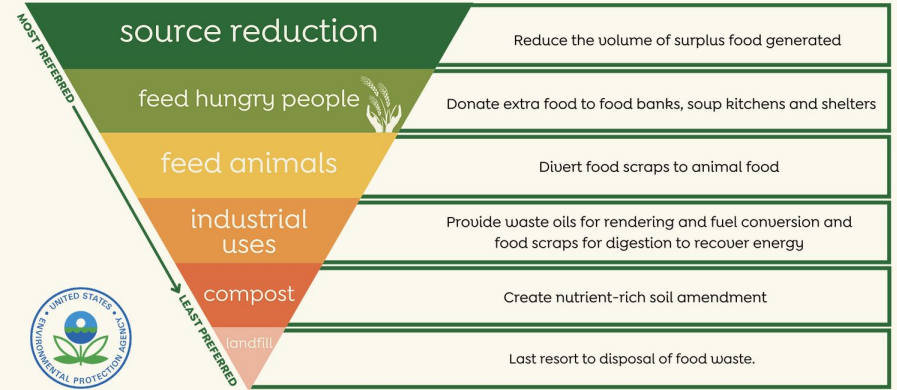 MOST PREFERRED
LEAST PREFERRED
source reduction
Reduce the volume of surplus food generated
feed hungry people
Donate extra food to food banks, soup kitchens and shelters
feed animals
Divert food scraps to animal food
industrial
uses
Provide waste oils for rendering and fuel conversion and
food scraps for digestion to recover energy
compost
Create nutrient-rich soil amendment
landfill
Last resort to disposal of food waste.
UNITED STATES
ENVIRONMENTAL PROTECTION AGENCY